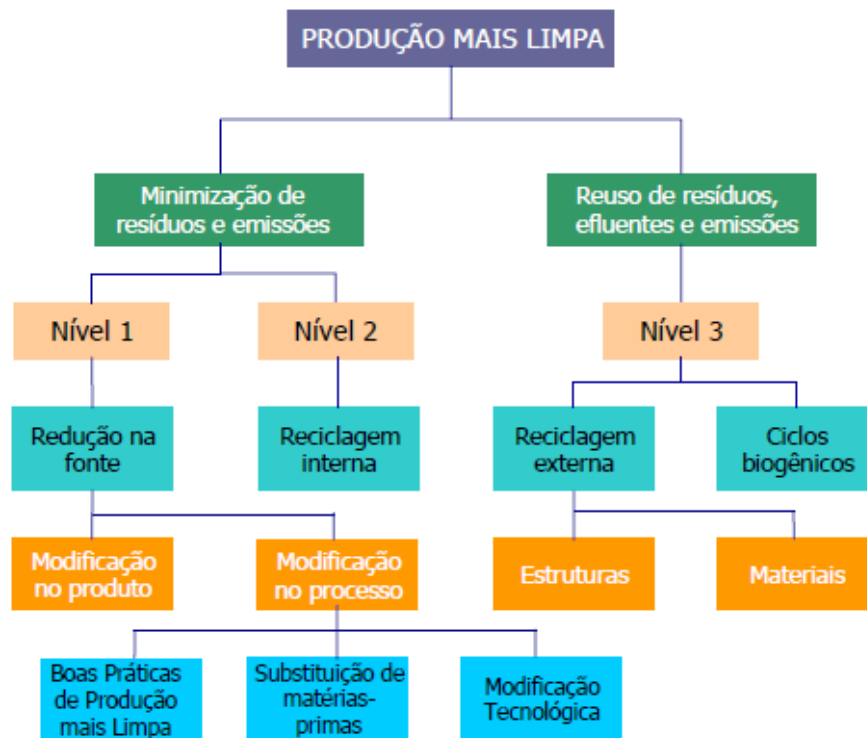 PRODUÇÃO MAIS LIMPA
Minimização de
resíduos e emissões
Reuso de resíduos,
efluentes e emissões
Nível 1
Nível 2
Nível 3
Redução na
fonte
Reciclagem
interna
Reciclagem
externa
Ciclos
biogênicos
Modificação
no produto
Modificação
no processo
Estruturas
Materiais
Boas Práticas
de Produção
mais Limpa
Substituição de
matérias-
primas
Modificação
Tecnológica